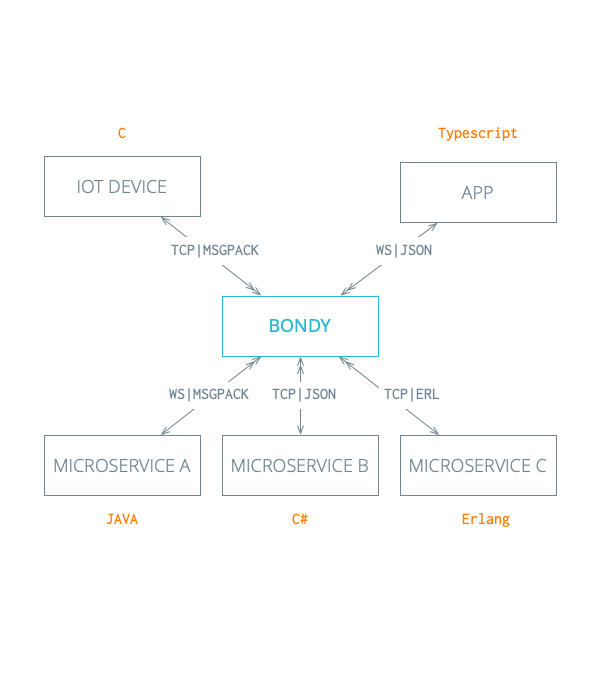 C
Typescript
IOT DEVICE
APP
TCP|MSGPACK
WS|JSON
BONDY
WS|MSGPACK
TCP|JSON
TCP|ERL
MICROSERVICE A
MICROSERVICE B
MICROSERVICE C
JAVA
C#
Erlang